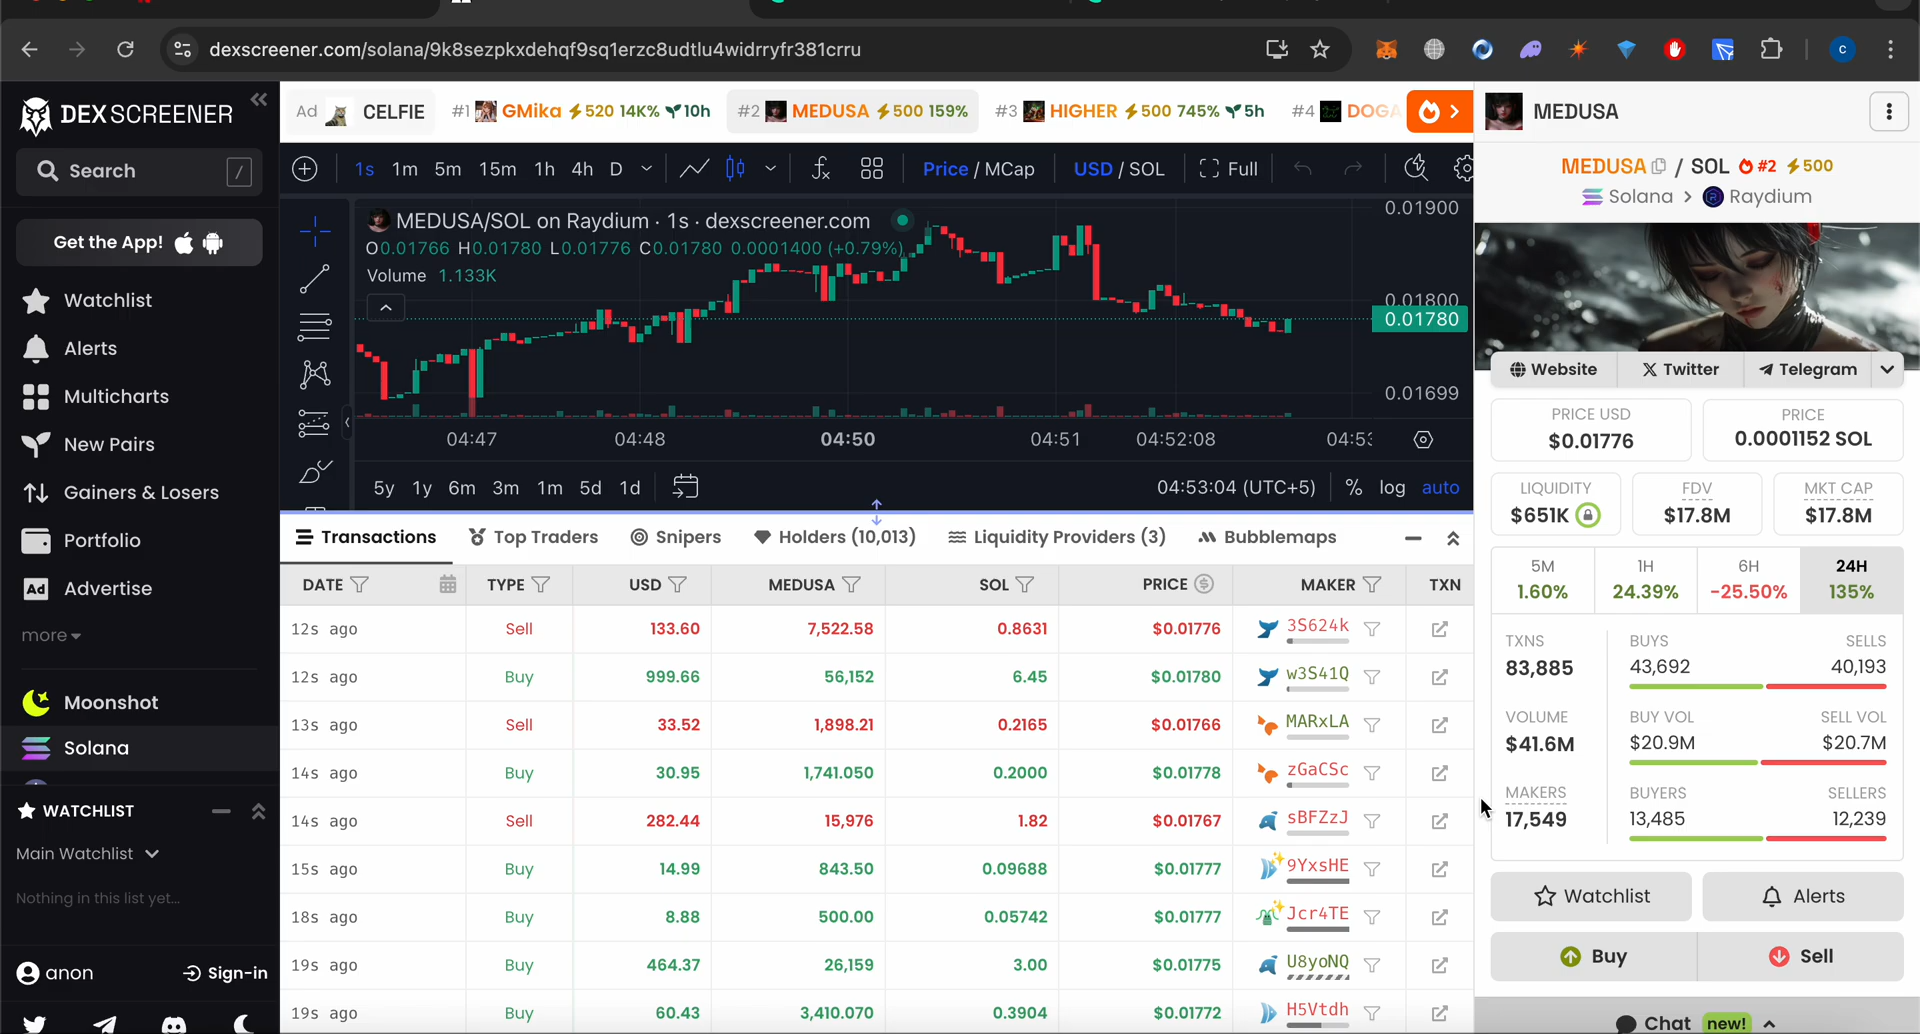 dexscreener.com/solana/9k8sezpkxdehqf9sq1erzc8udtlu4widrryfr381crru
C
DEXSCREENER
Search /
Get the App!
Watchlist
Alerts
Multicharts
New Pairs
Gainers & Losers
Portfolio
Ad Advertise
more
Moonshot
Solana
WATCHLIST
Main Watchlist
Nothing in this list yet...
anon Sign-in
Ad CELFIE #1 GMika 520 14K% 10h #2 MEDUSA 500 159% #3 HIGHER 500 745% 5h #4 DOGA
1s 1m 5m 15m 1h 4h D Price / MCap USD / SOL Full
MEDUSA/SOL on Raydium · 1s · dexscreener.com
O0.01766 H0.01780 L0.01776 C0.01780 0.0001400 (+0.79%)
Volume 1.133K
0.01900
0.01800
0.01780
0.01699
04:47 04:48 04:50 04:51 04:52:08 04:53
5y 1y 6m 3m 1m 5d 1d 04:53:04 (UTC+5) % log auto
Transactions Top Traders Snipers Holders (10,013) Liquidity Providers (3) Bubblemaps
DATE TYPE USD MEDUSA SOL PRICE MAKER TXN
12s ago Sell 133.60 7,522.58 0.8631 $0.01776 3S624k
12s ago Buy 999.66 56,152 6.45 $0.01780 w3S41Q
13s ago Sell 33.52 1,898.21 0.2165 $0.01766 MARxLA
14s ago Buy 30.95 1,741.050 0.2000 $0.01778 zGaCSc
14s ago Sell 282.44 15,976 1.82 $0.01767 sBFZzJ
15s ago Buy 14.99 843.50 0.09688 $0.01777 9YxsHE
18s ago Buy 8.88 500.00 0.05742 $0.01777 Jcr4TE
19s ago Buy 464.37 26,159 3.00 $0.01775 U8yoNQ
19s ago Buy 60.43 3,410.070 0.3904 $0.01772 H5Vtdh
MEDUSA
MEDUSA / SOL #2 500
Solana > Raydium
Website Twitter Telegram
PRICE USD
$0.01776
PRICE
0.0001152 SOL
LIQUIDITY
$651K
FDV
$17.8M
MKT CAP
$17.8M
5M 1H 6H 24H
1.60% 24.39% -25.50% 135%
TXNS BUYS SELLS
83,885 43,692 40,193
VOLUME BUY VOL SELL VOL
$41.6M $20.9M $20.7M
MAKERS BUYERS SELLERS
17,549 13,485 12,239
Watchlist Alerts
Buy Sell
Chat new!